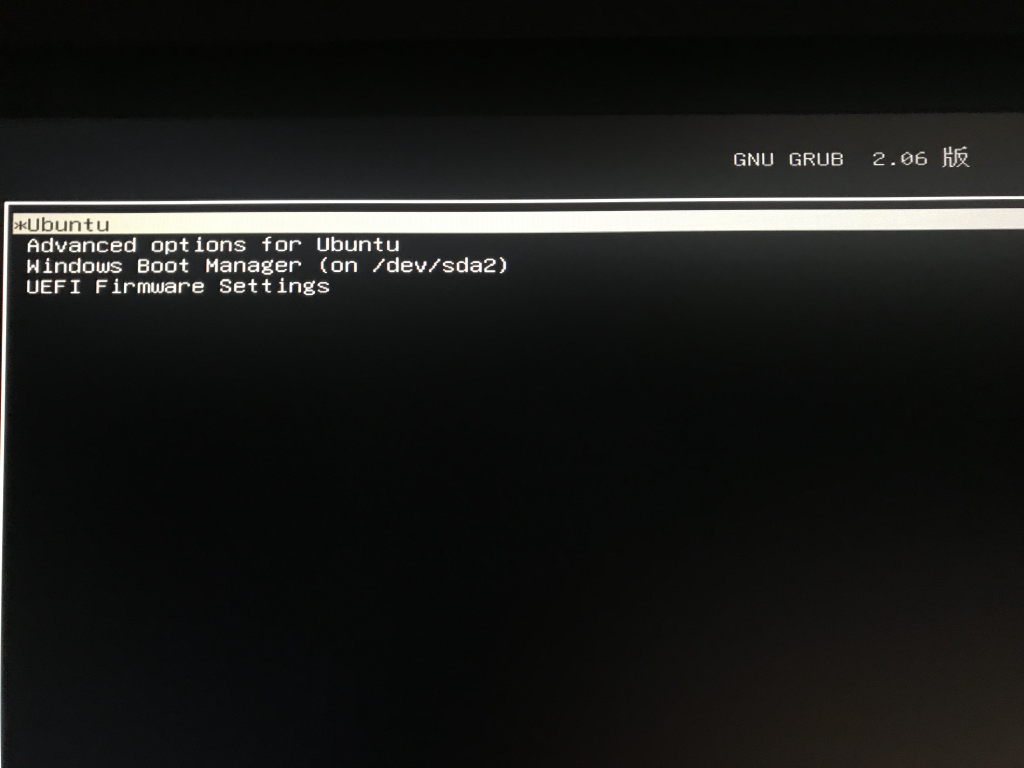 GNU GRUB 2.06 版
*Ubuntu
Advanced options for Ubuntu
Windows Boot Manager (on /dev/sda2)
UEFI Firmware Settings